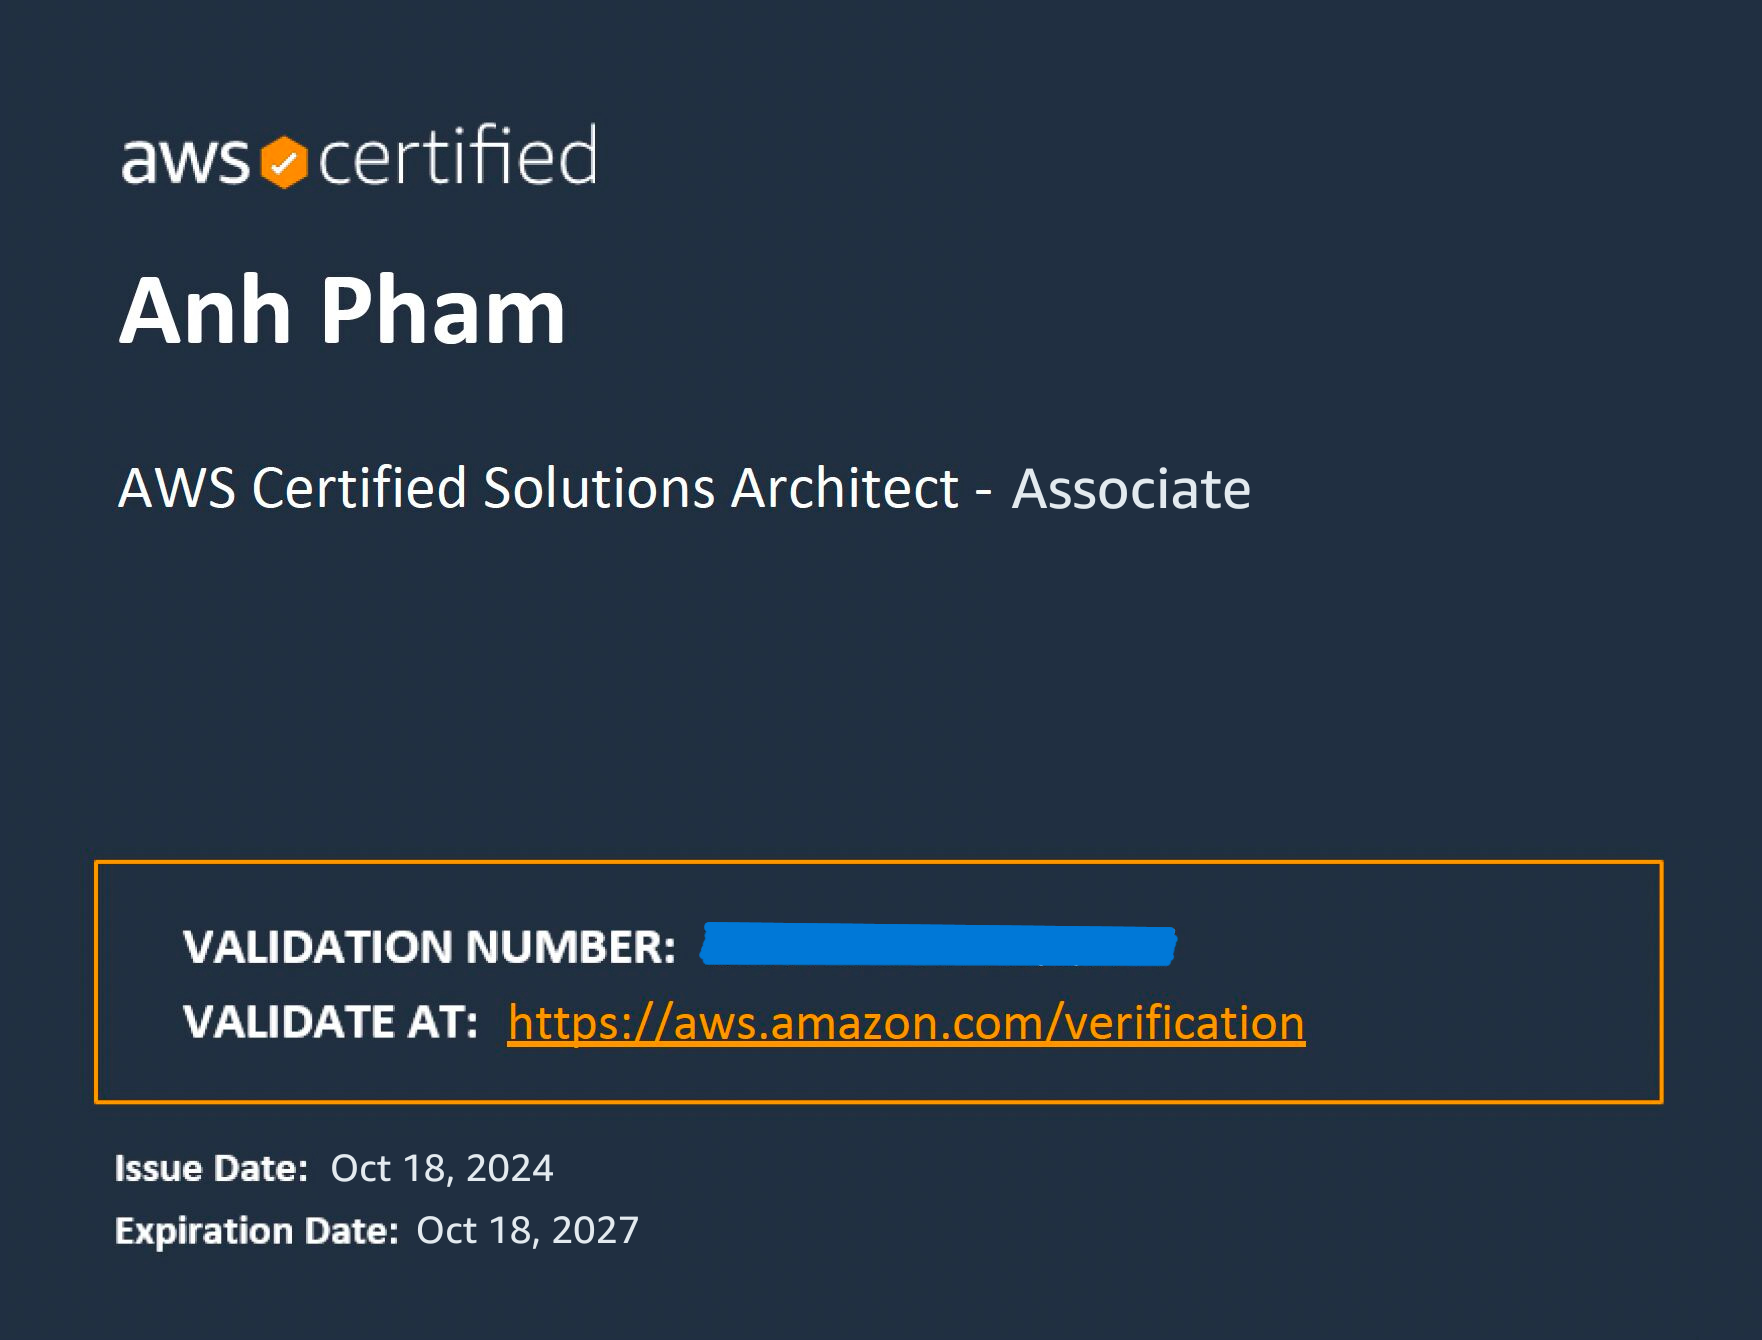 aws certified
Anh Pham
AWS Certified Solutions Architect - Associate
VALIDATION NUMBER:
VALIDATE AT: https://aws.amazon.com/verification
Issue Date: Oct 18, 2024
Expiration Date: Oct 18, 2027